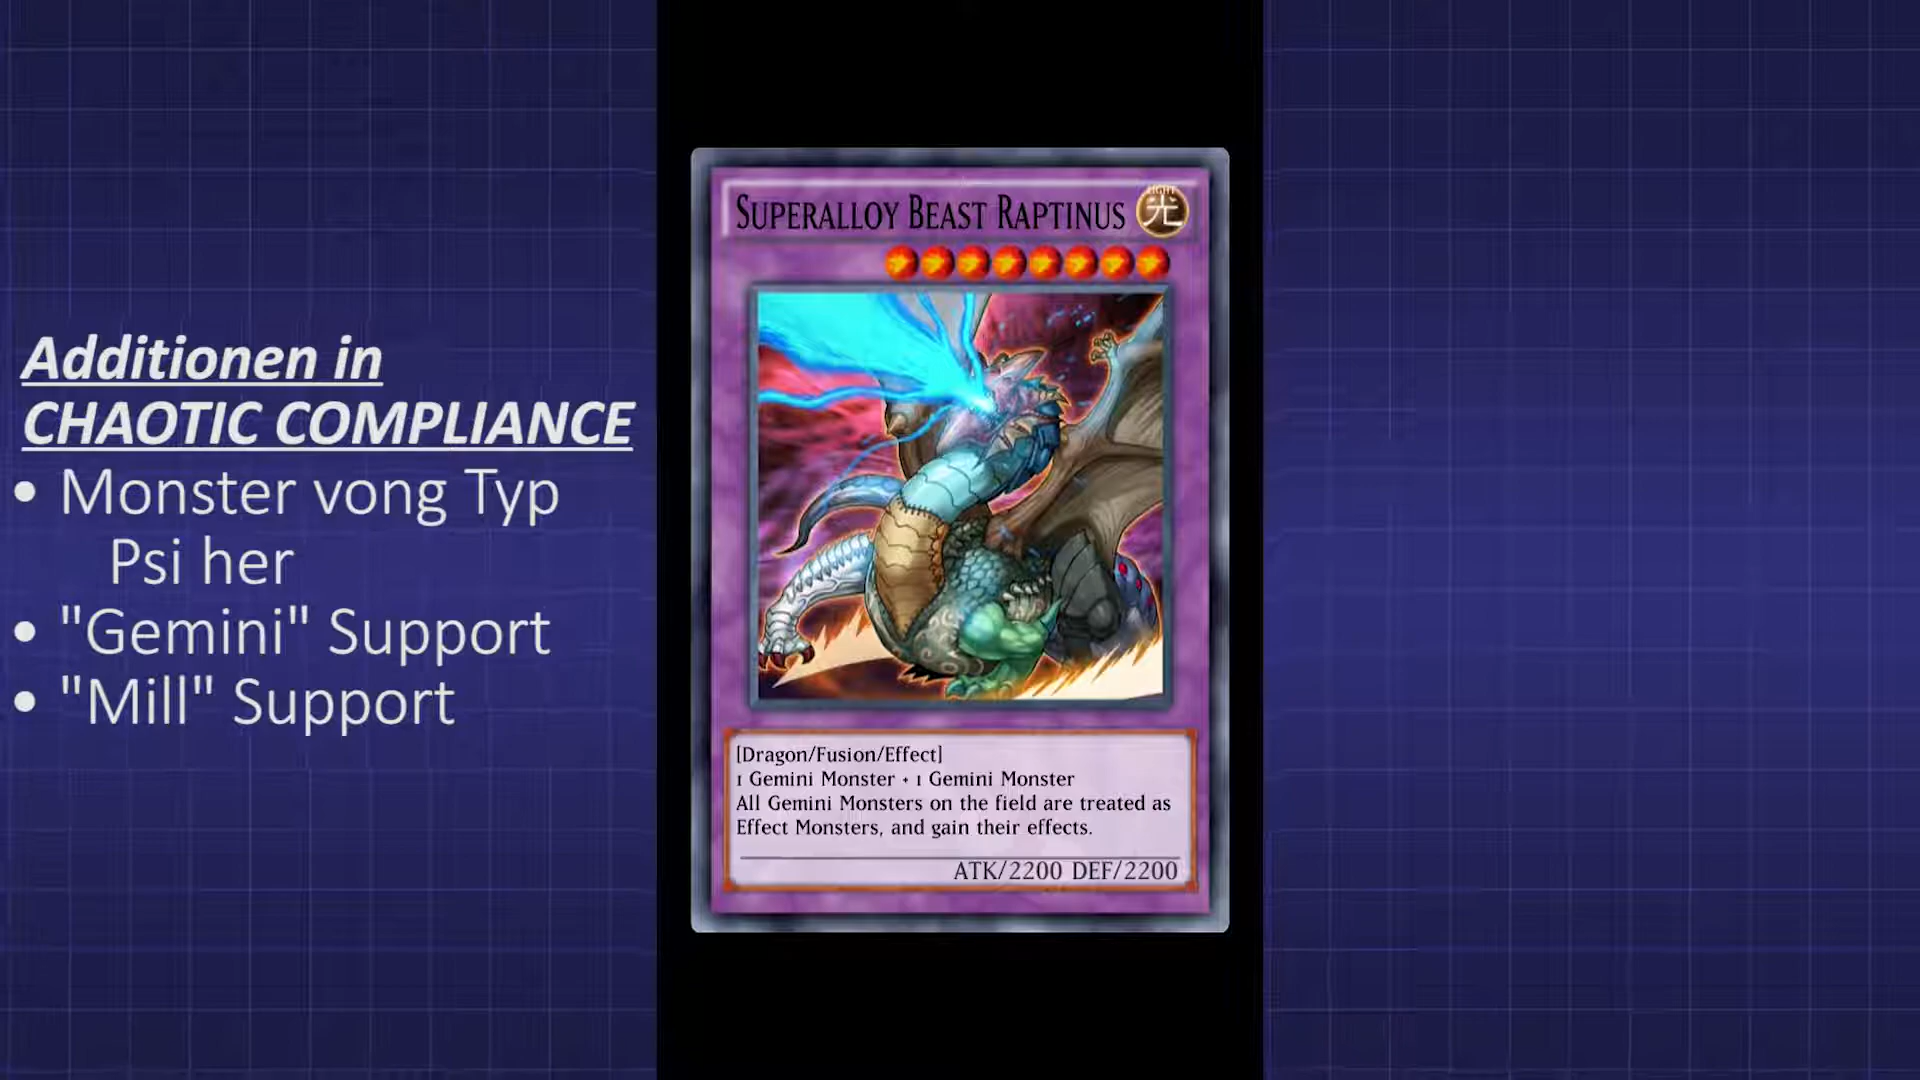 Additionen in
CHAOTIC COMPLIANCE
• Monster vong Typ
Psi her
• "Gemini" Support
• "Mill" Support
SUPERALLOY BEAST RAPTINUS
LIGHT
光
[Dragon/Fusion/Effect]
1 Gemini Monster + 1 Gemini Monster
All Gemini Monsters on the field are treated as
Effect Monsters, and gain their effects.
ATK/2200 DEF/2200